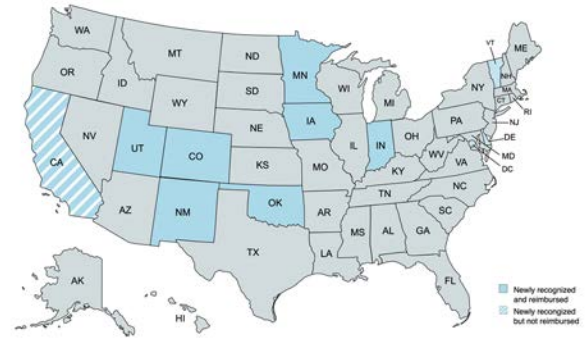 WA
MT
ND
MN
VT
ME
OR
ID
SD
WI
MI
NY
NH
MA
CT
RI
WY
NE
IA
PA
NJ
NV
UT
CO
IL
IN
OH
DE
MD
DC
CA
KS
MO
WV
VA
KY
NC
TN
AZ
NM
OK
AR
SC
MS
AL
GA
TX
LA
FL
AK
HI
Newly recognized
and reimbursed
Newly recongized
but not reimbursed